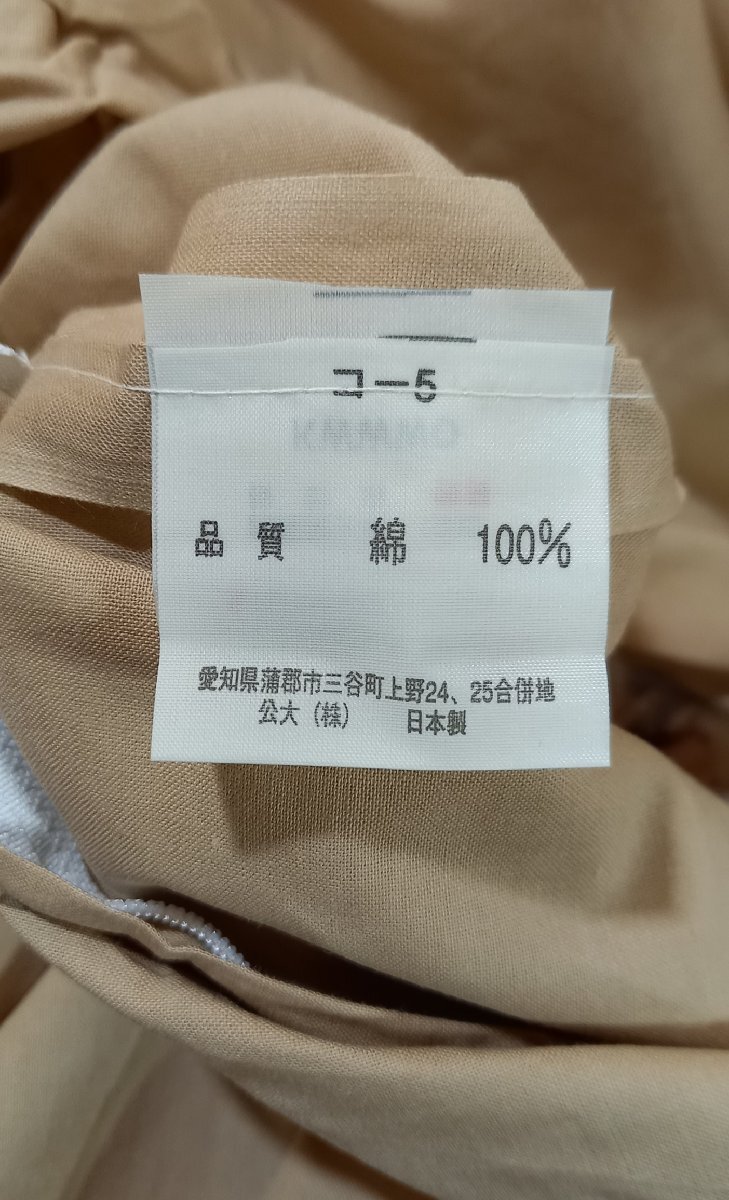 コー5
品質 綿 100%
愛知県蒲郡市三谷町上野24、25合併地
公大(株) 日本製